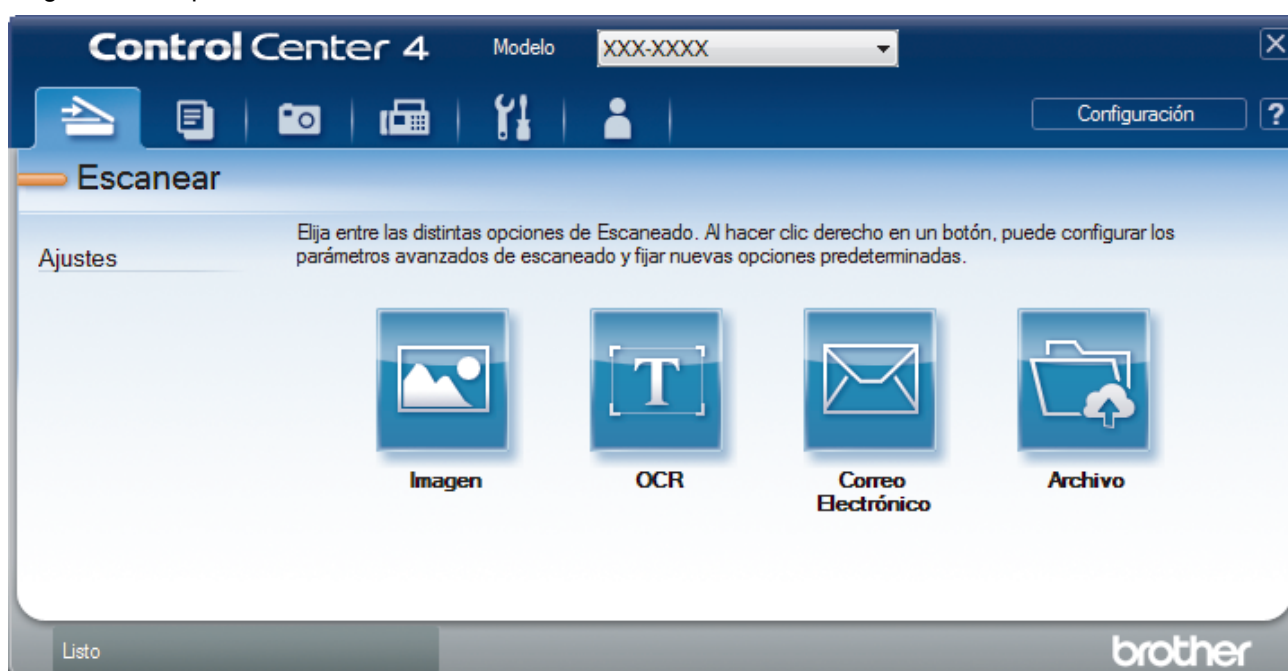 Control Center 4 Modelo XXX-XXXX
Configuración ?
Escanear
Ajustes
Elija entre las distintas opciones de Escaneado. Al hacer clic derecho en un botón, puede configurar los
parámetros avanzados de escaneado y fijar nuevas opciones predeterminadas.
T
Imagen OCR Correo Archivo
Electrónico
Listo
brother